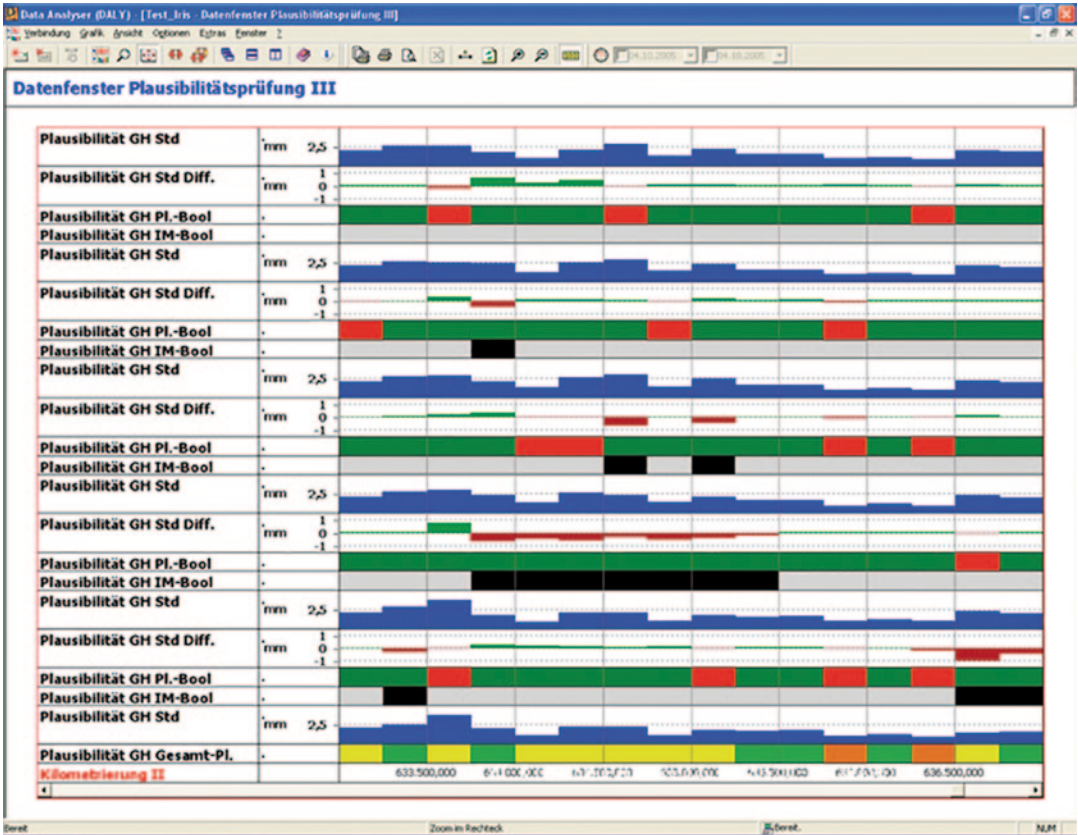 Data Analyser (DALY) - [Test_Iris - Datenfenster Plausibilitätsprüfung III]
Verbindung Grafik Ansicht Optionen Extras Fenster ?
04.10.2005 04.10.2005
Datenfenster Plausibilitätsprüfung III
Plausibilität GH Std mm 2,5
Plausibilität GH Std Diff. mm 1 0 -1
Plausibilität GH Pl.-Bool
Plausibilität GH IM-Bool
Plausibilität GH Std mm 2,5
Plausibilität GH Std Diff. mm 1 0 -1
Plausibilität GH Pl.-Bool
Plausibilität GH IM-Bool
Plausibilität GH Std mm 2,5
Plausibilität GH Std Diff. mm 1 0 -1
Plausibilität GH Pl.-Bool
Plausibilität GH IM-Bool
Plausibilität GH Std mm 2,5
Plausibilität GH Std Diff. mm 1 0 -1
Plausibilität GH Pl.-Bool
Plausibilität GH IM-Bool
Plausibilität GH Std mm 2,5
Plausibilität GH Std Diff. mm 1 0 -1
Plausibilität GH Pl.-Bool
Plausibilität GH IM-Bool
Plausibilität GH Std mm 2,5
Plausibilität GH Gesamt-Pl.
Kilometrierung II 633.500,000 636.500,000
Bereit Zoom im Rechteck Bereit. NUM